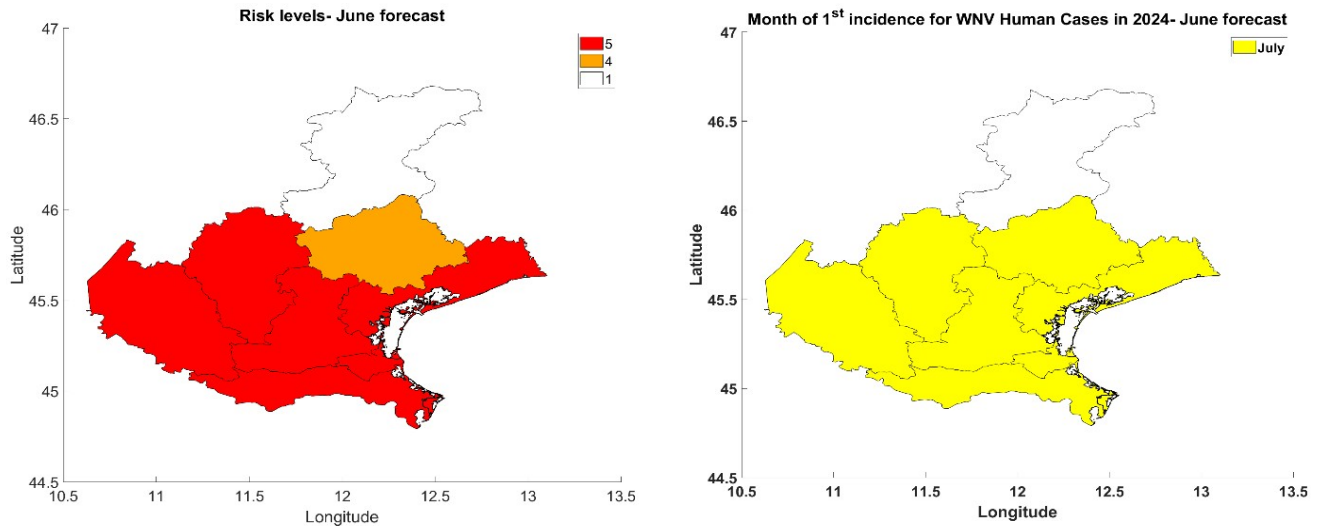 Risk levels- June forecast
47
46.5
46
45.5
45
44.5
10.5 11 11.5 12 12.5 13 13.5
Latitude
Longitude
5
4
1
Month of 1st incidence for WNV Human Cases in 2024- June forecast
47
46.5
46
45.5
45
44.5
10.5 11 11.5 12 12.5 13 13.5
Latitude
Longitude
July